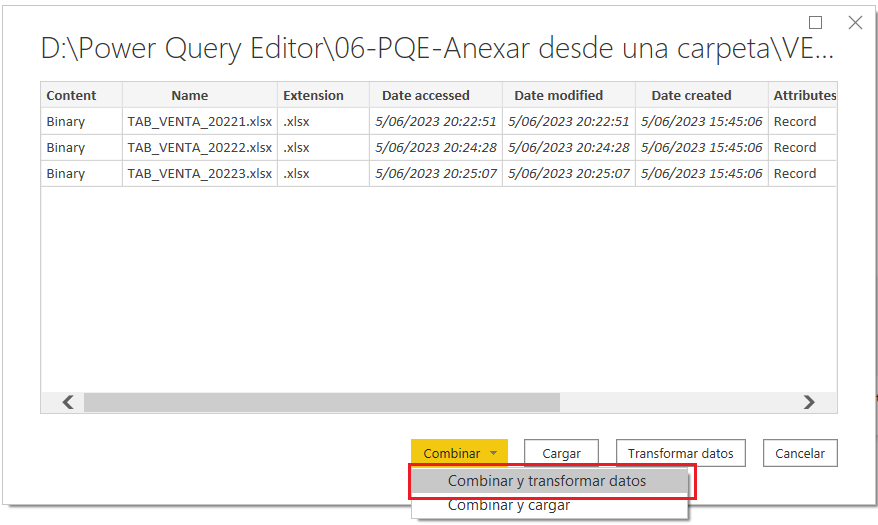 D:\Power Query Editor\06-PQE-Anexar desde una carpeta\VE...
Content Name Extension Date accessed Date modified Date created Attributes
Binary TAB_VENTA_20221.xlsx .xlsx 5/06/2023 20:22:51 5/06/2023 20:22:51 5/06/2023 15:45:06 Record
Binary TAB_VENTA_20222.xlsx .xlsx 5/06/2023 20:24:28 5/06/2023 20:24:28 5/06/2023 15:45:06 Record
Binary TAB_VENTA_20223.xlsx .xlsx 5/06/2023 20:25:07 5/06/2023 20:25:07 5/06/2023 15:45:06 Record
Combinar Cargar Transformar datos Cancelar
Combinar y transformar datos
Combinar y cargar